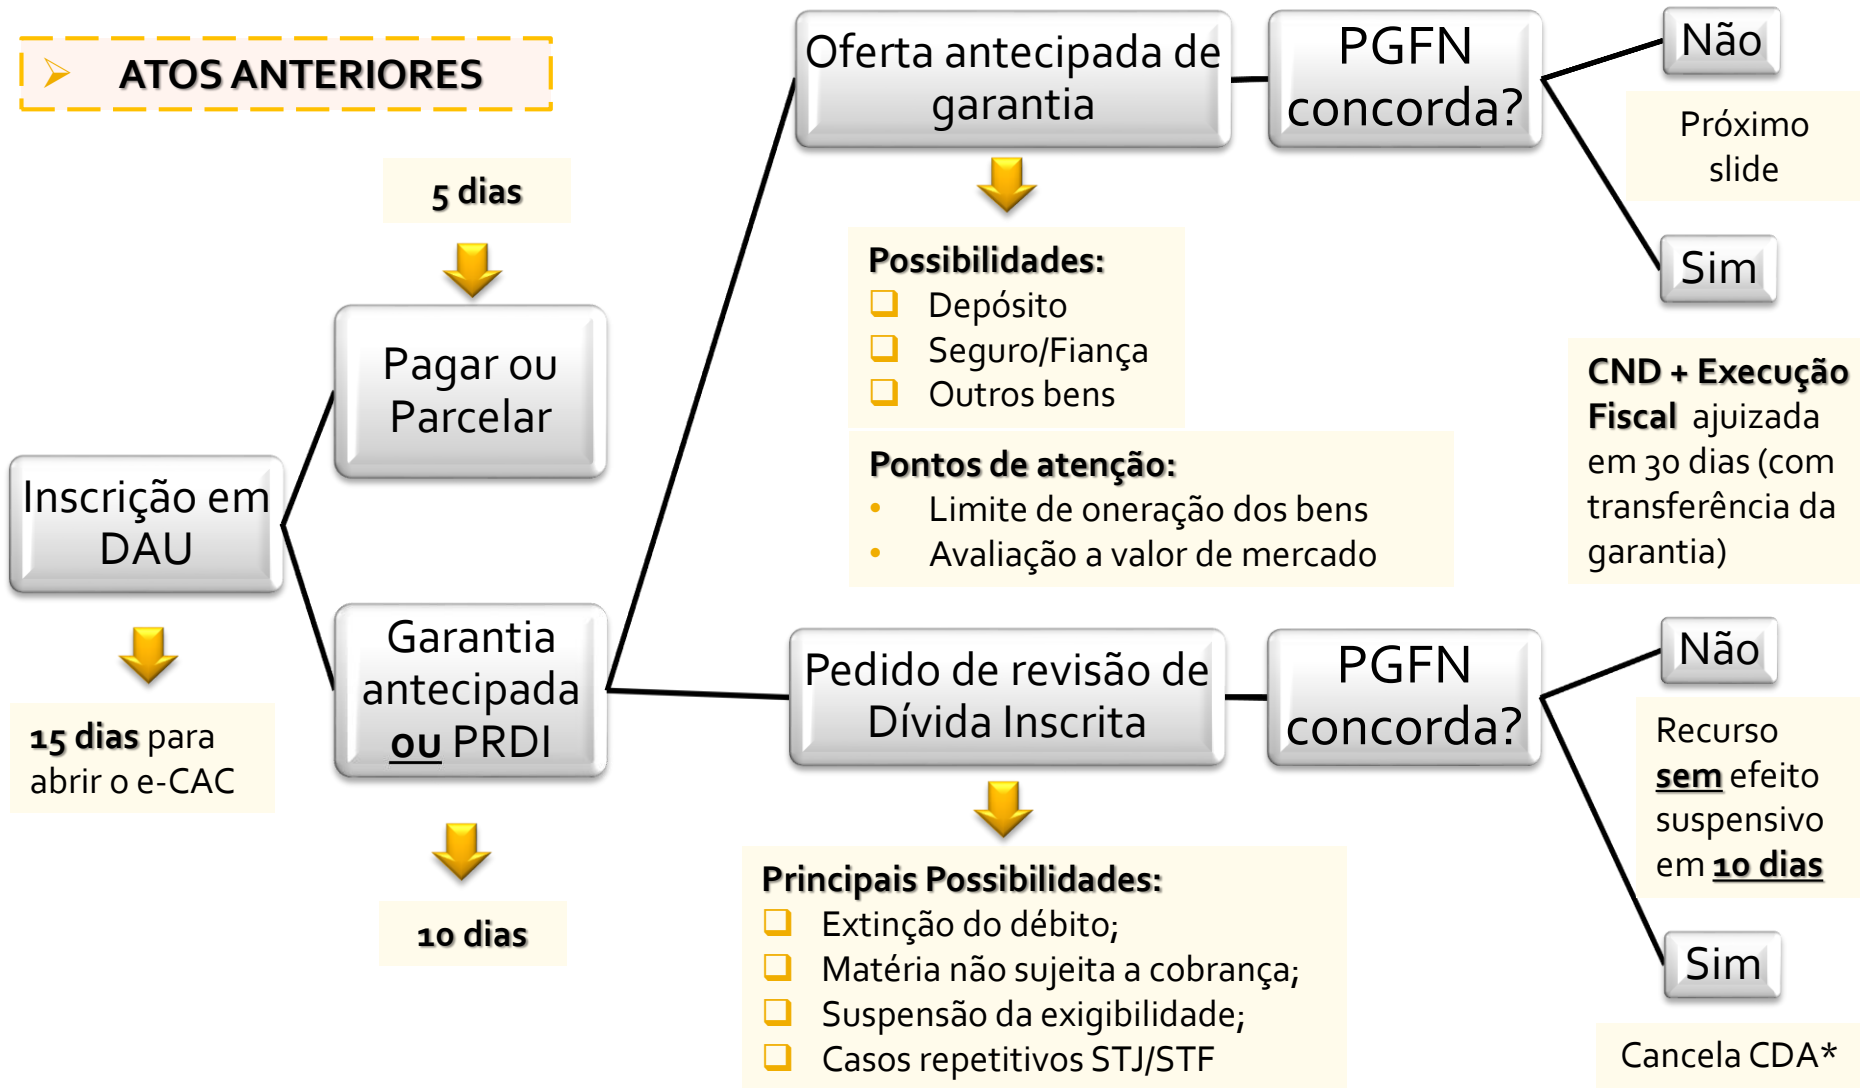 ATOS ANTERIORES
5 dias
Pagar ou
Parcelar
Inscrição em
DAU
15 dias para
abrir o e-CAC
Garantia
antecipada
ou PRDI
10 dias
Oferta antecipada de
garantia
PGFN
concorda?
Não
Próximo
slide
Sim
CND + Execução
Fiscal ajuizada
em 30 dias (com
transferência da
garantia)
Possibilidades:
Depósito
Seguro/Fiança
Outros bens
Pontos de atenção:
• Limite de oneração dos bens
• Avaliação a valor de mercado
Pedido de revisão de
Dívida Inscrita
PGFN
concorda?
Não
Recurso
sem efeito
suspensivo
em 10 dias
Sim
Cancela CDA*
Principais Possibilidades:
Extinção do débito;
Matéria não sujeita a cobrança;
Suspensão da exigibilidade;
Casos repetitivos STJ/STF